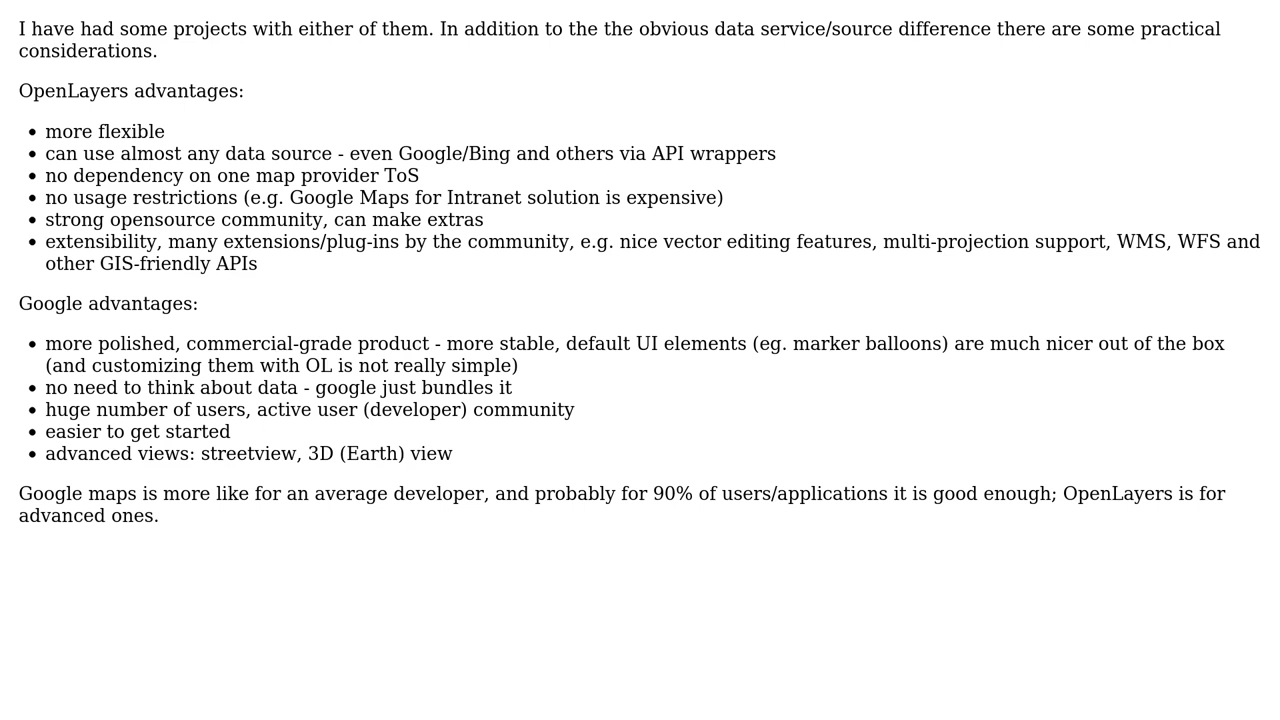 I have had some projects with either of them. In addition to the the obvious data service/source difference there are some practical
considerations.
OpenLayers advantages:
• more flexible
• can use almost any data source - even Google/Bing and others via API wrappers
• no dependency on one map provider ToS
• no usage restrictions (e.g. Google Maps for Intranet solution is expensive)
• strong opensource community, can make extras
• extensibility, many extensions/plug-ins by the community, e.g. nice vector editing features, multi-projection support, WMS, WFS and
other GIS-friendly APIs
Google advantages:
• more polished, commercial-grade product - more stable, default UI elements (eg. marker balloons) are much nicer out of the box
(and customizing them with OL is not really simple)
• no need to think about data - google just bundles it
• huge number of users, active user (developer) community
• easier to get started
• advanced views: streetview, 3D (Earth) view
Google maps is more like for an average developer, and probably for 90% of users/applications it is good enough; OpenLayers is for
advanced ones.